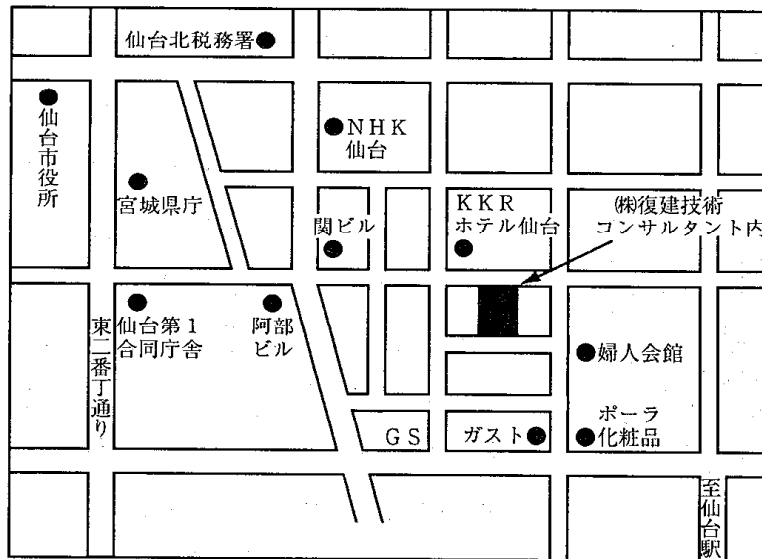 仙台北税務署
仙台市役所
NHK
仙台
宮城県庁
関ビル
KKR
ホテル仙台
㈱復建技術
コンサルタント内
仙台第1
合同庁舎
阿部
ビル
東二番丁通り
婦人会館
GS
ガスト
ポーラ
化粧品
至仙台駅